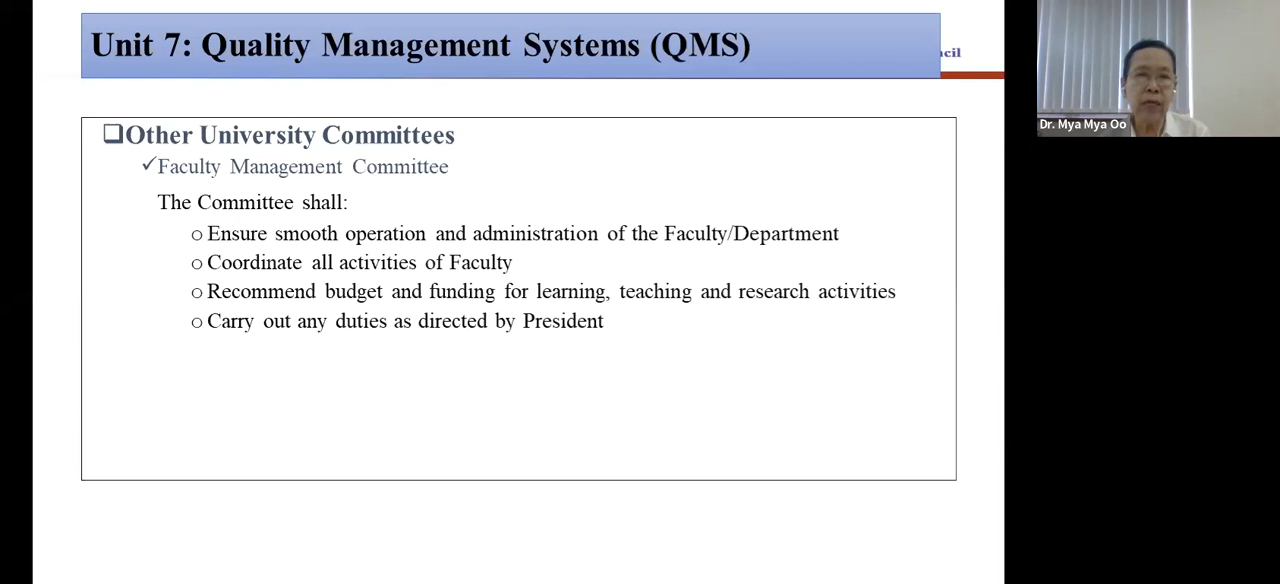 Unit 7: Quality Management Systems (QMS)
cil
Dr. Mya Mya Oo
❑Other University Committees
✓Faculty Management Committee
The Committee shall:
o Ensure smooth operation and administration of the Faculty/Department
o Coordinate all activities of Faculty
o Recommend budget and funding for learning, teaching and research activities
o Carry out any duties as directed by President